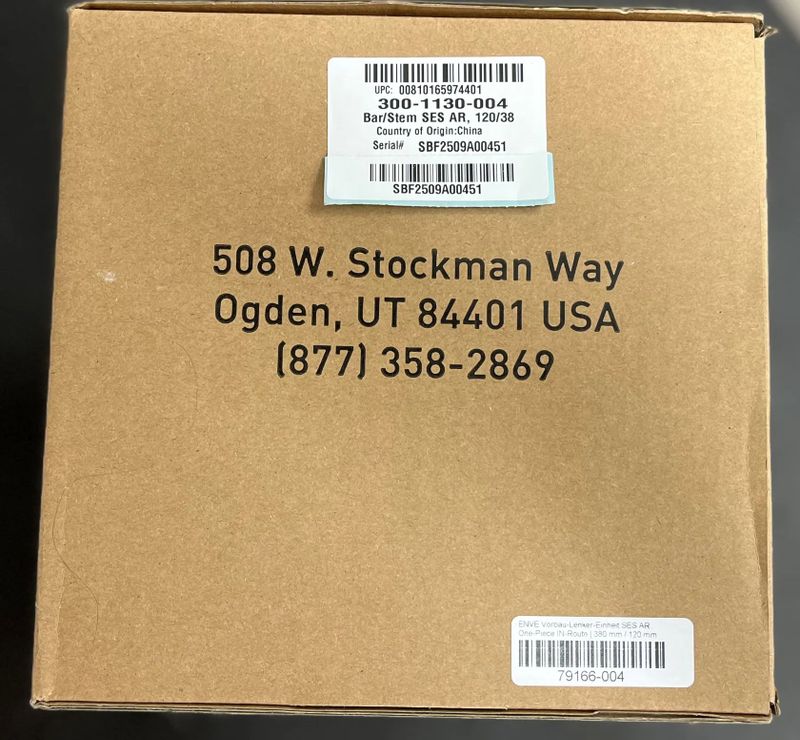 UPC: 00810165974401
300-1130-004
Bar/Stem SES AR, 120/38
Country of Origin:China
Serial# SBF2509A00451
SBF2509A00451
508 W. Stockman Way
Ogden, UT 84401 USA
(877) 358-2869
ENVE Vorbau-Lenker-Einheit SES AR
One-Piece IN-Route | 380 mm / 120 mm
79166-004